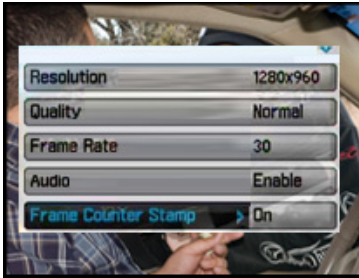 Resolution 1280x960
Quality Normal
Frame Rate 30
Audio Enable
Frame Counter Stamp > On